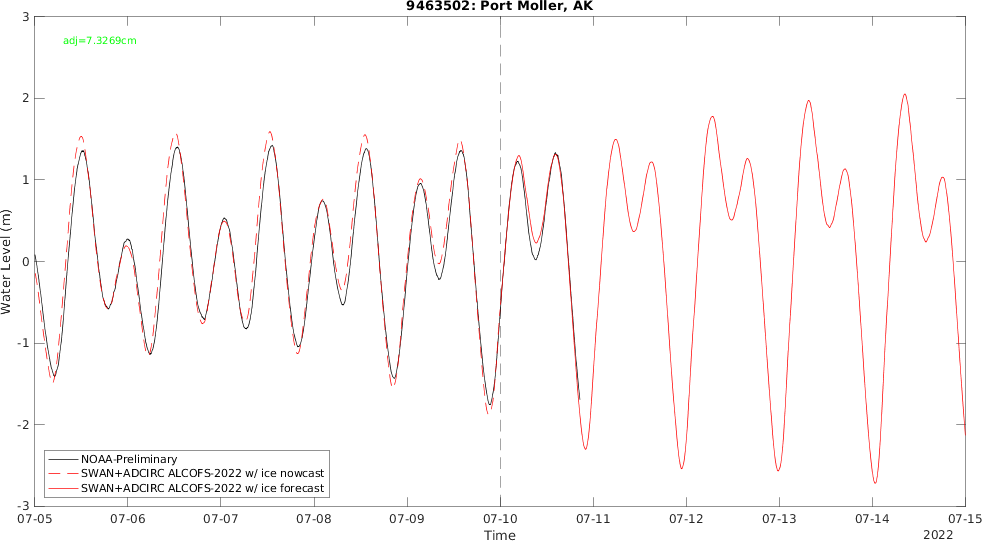 9463502: Port Moller, AK
adj=7.3269cm
Water Level (m)
3
2
1
0
-1
-2
-3
NOAA-Preliminary
SWAN+ADCIRC ALCOFS-2022 w/ ice nowcast
SWAN+ADCIRC ALCOFS-2022 w/ ice forecast
07-05 07-06 07-07 07-08 07-09 07-10 07-11 07-12 07-13 07-14 07-15
Time
2022